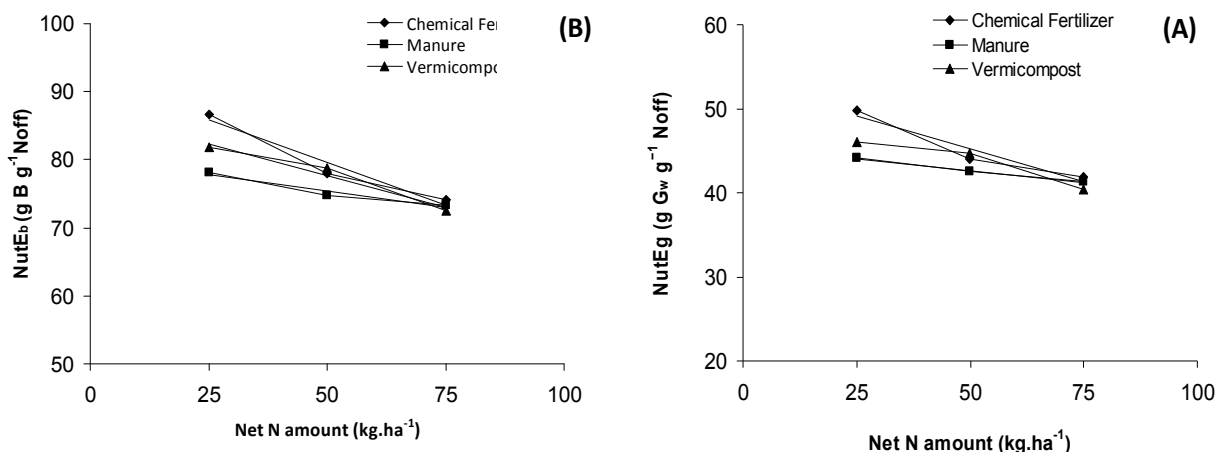 100
90
80
70
60
50
0
25
50
75
100
NutEb (g B g-1 Noff)
Net N amount (kg.ha-1)
Chemical Fer
Manure
Vermicompo
(B)
60
50
40
30
20
0
25
50
75
100
NutEg (g Gw g-1 Noff)
Net N amount (kg.ha-1)
Chemical Fertilizer
Manure
Vermicompost
(A)